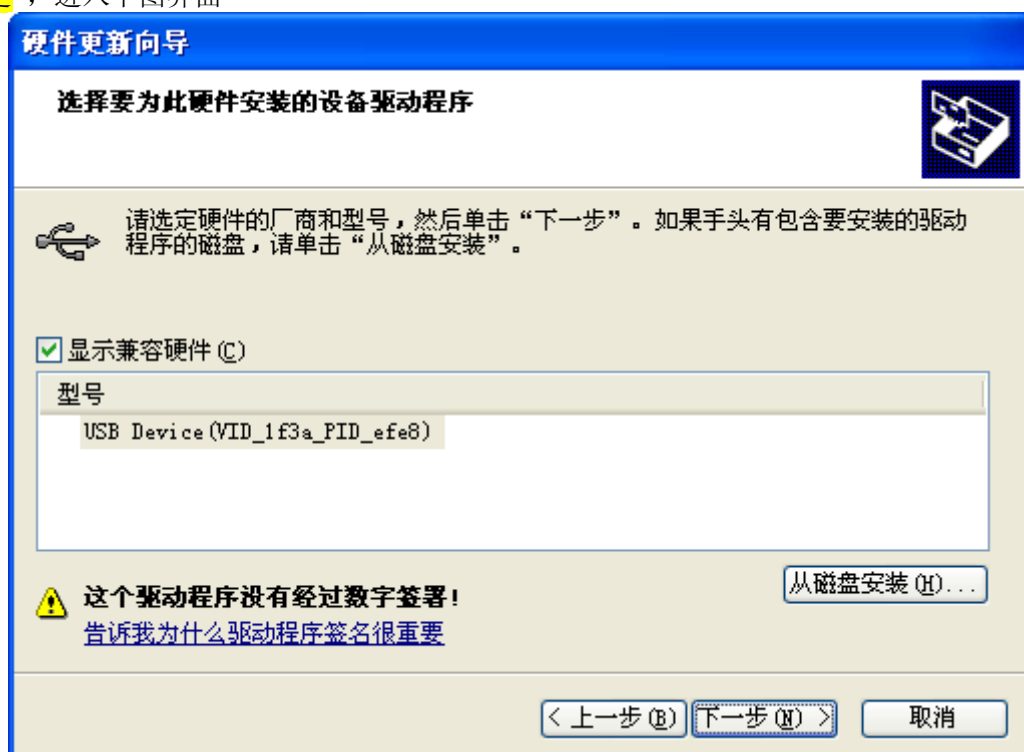 ，进入下图界面
硬件更新向导
选择要为此硬件安装的设备驱动程序
请选定硬件的厂商和型号，然后单击“下一步”。如果手头有包含要安装的驱动
程序的磁盘，请单击“从磁盘安装”。
显示兼容硬件(C)
型号
USB Device(VID_1f3a_PID_efe8)
从磁盘安装(H)...
这个驱动程序没有经过数字签署!
告诉我为什么驱动程序签名很重要
< 上一步(B)
下一步(N) >
取消